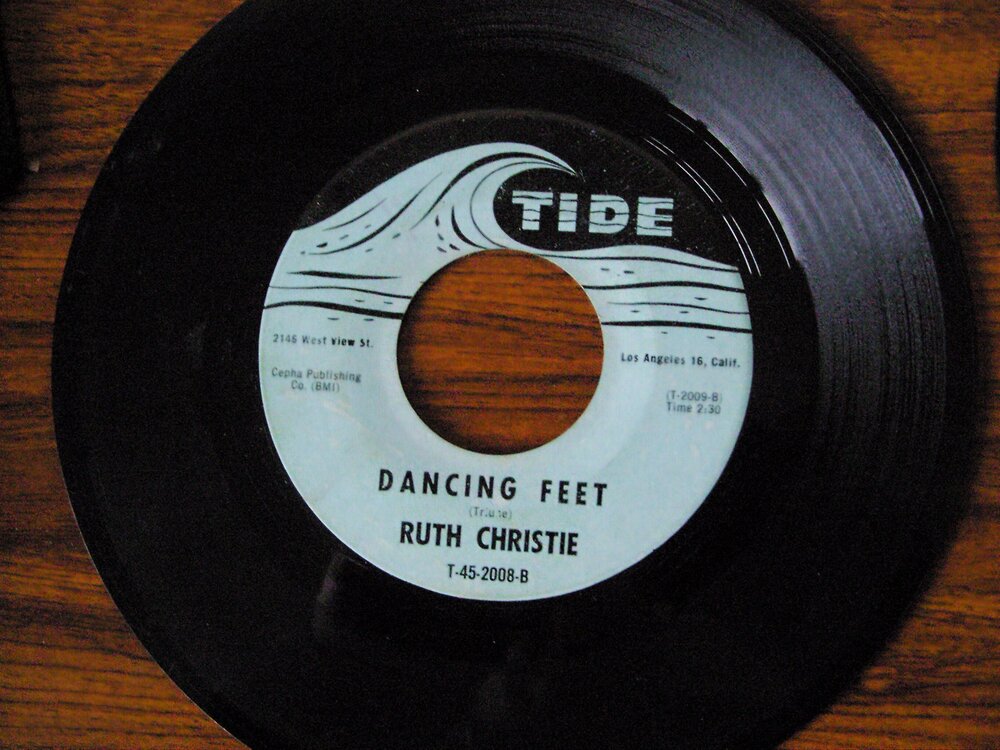 TIDE
2146 West View St.
Los Angeles 16, Calif.
Cepha Publishing
Co. (BMI)
(T-2009-B)
Time 2:30
DANCING FEET
RUTH CHRISTIE
T-45-2008-B